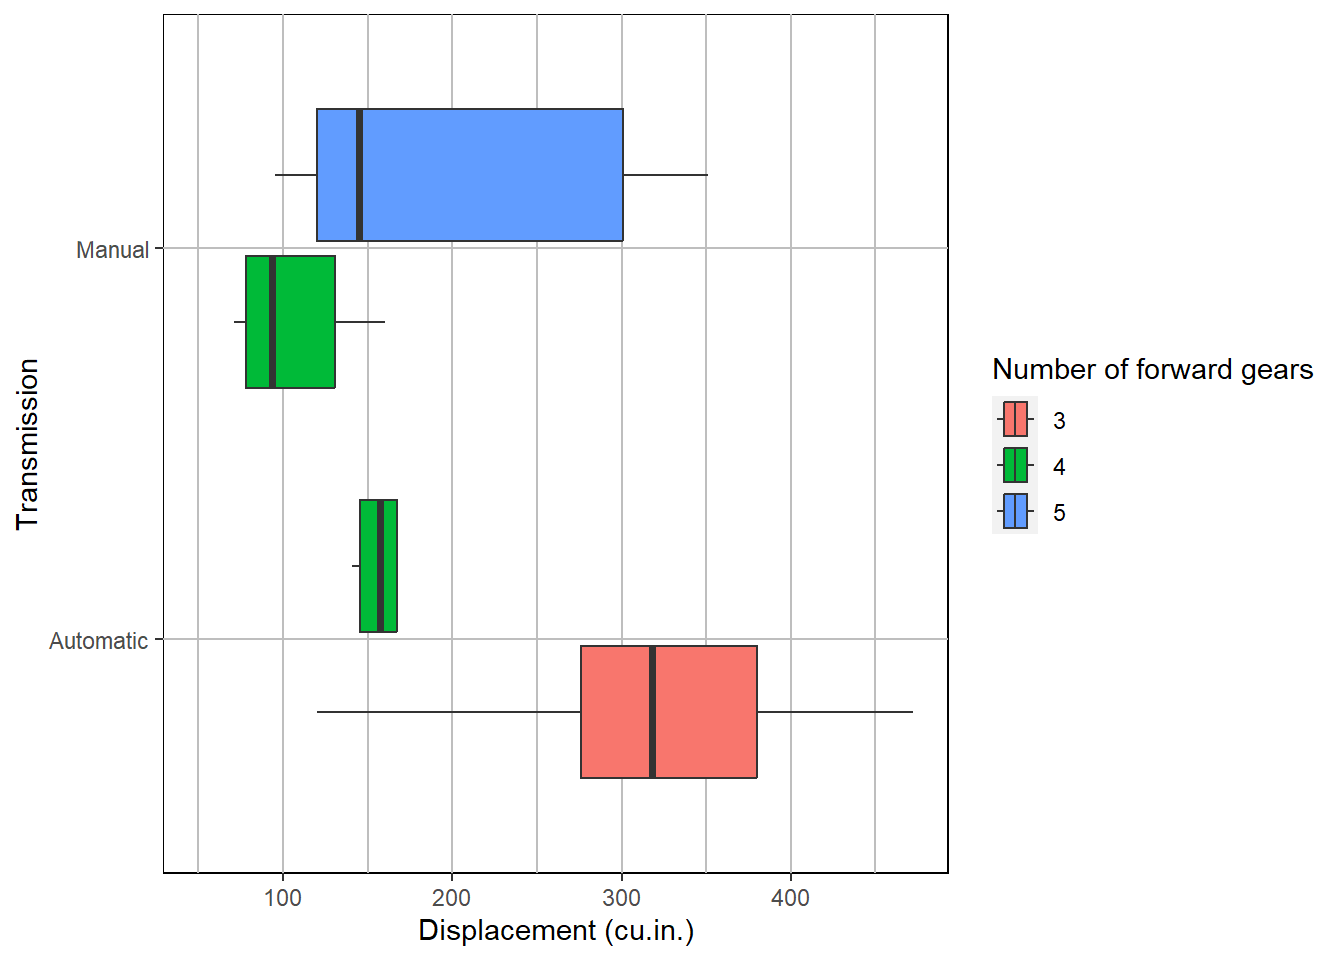 Transmission
Manual
Automatic
100 200 300 400
Displacement (cu.in.)
Number of forward gears
3
4
5